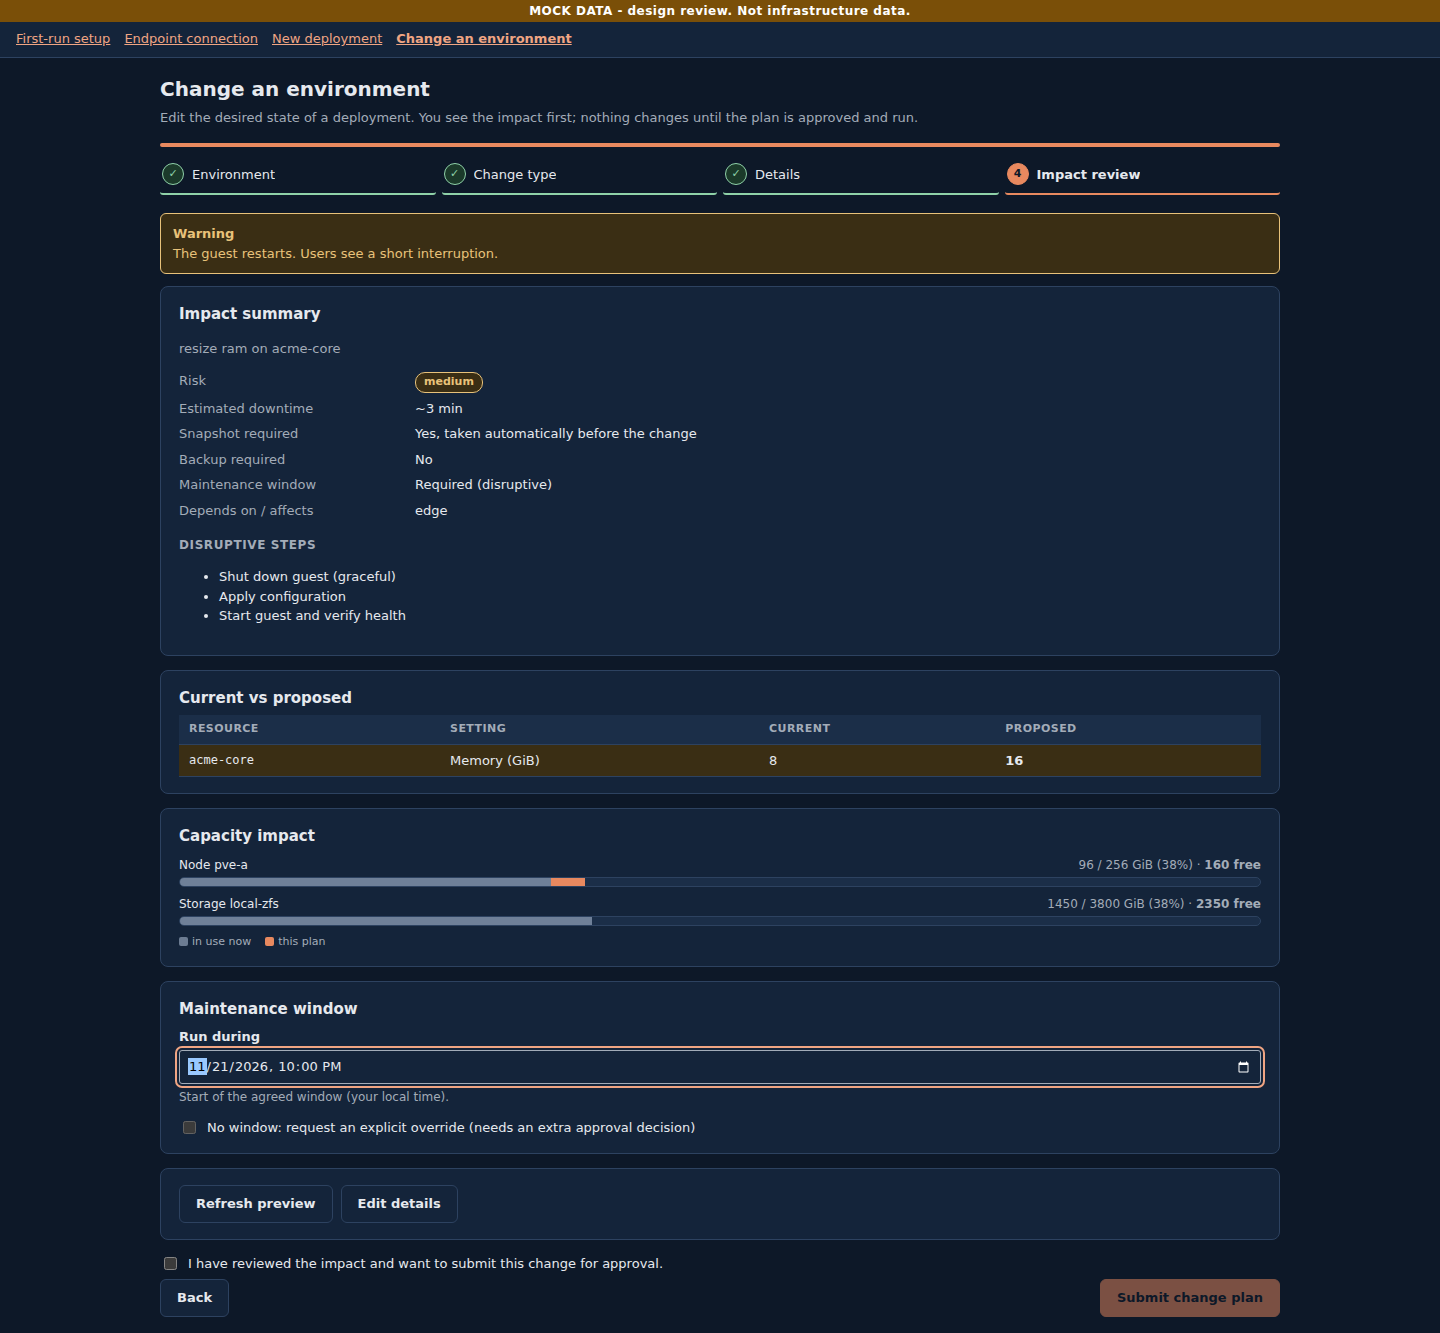 MOCK DATA - design review. Not infrastructure data.
First-run setup Endpoint connection New deployment Change an environment
Change an environment
Edit the desired state of a deployment. You see the impact first; nothing changes until the plan is approved and run.
✓ Environment ✓ Change type ✓ Details 4 Impact review
Warning
The guest restarts. Users see a short interruption.
Impact summary
resize ram on acme-core
Risk medium
Estimated downtime ~3 min
Snapshot required Yes, taken automatically before the change
Backup required No
Maintenance window Required (disruptive)
Depends on / affects edge
DISRUPTIVE STEPS
• Shut down guest (graceful)
• Apply configuration
• Start guest and verify health
Current vs proposed
RESOURCE SETTING CURRENT PROPOSED
acme-core Memory (GiB) 8 16
Capacity impact
Node pve-a 96 / 256 GiB (38%) · 160 free
Storage local-zfs 1450 / 3800 GiB (38%) · 2350 free
in use now this plan
Maintenance window
Run during
11/21/2026, 10:00 PM
Start of the agreed window (your local time).
No window: request an explicit override (needs an extra approval decision)
Refresh preview Edit details
I have reviewed the impact and want to submit this change for approval.
Back Submit change plan